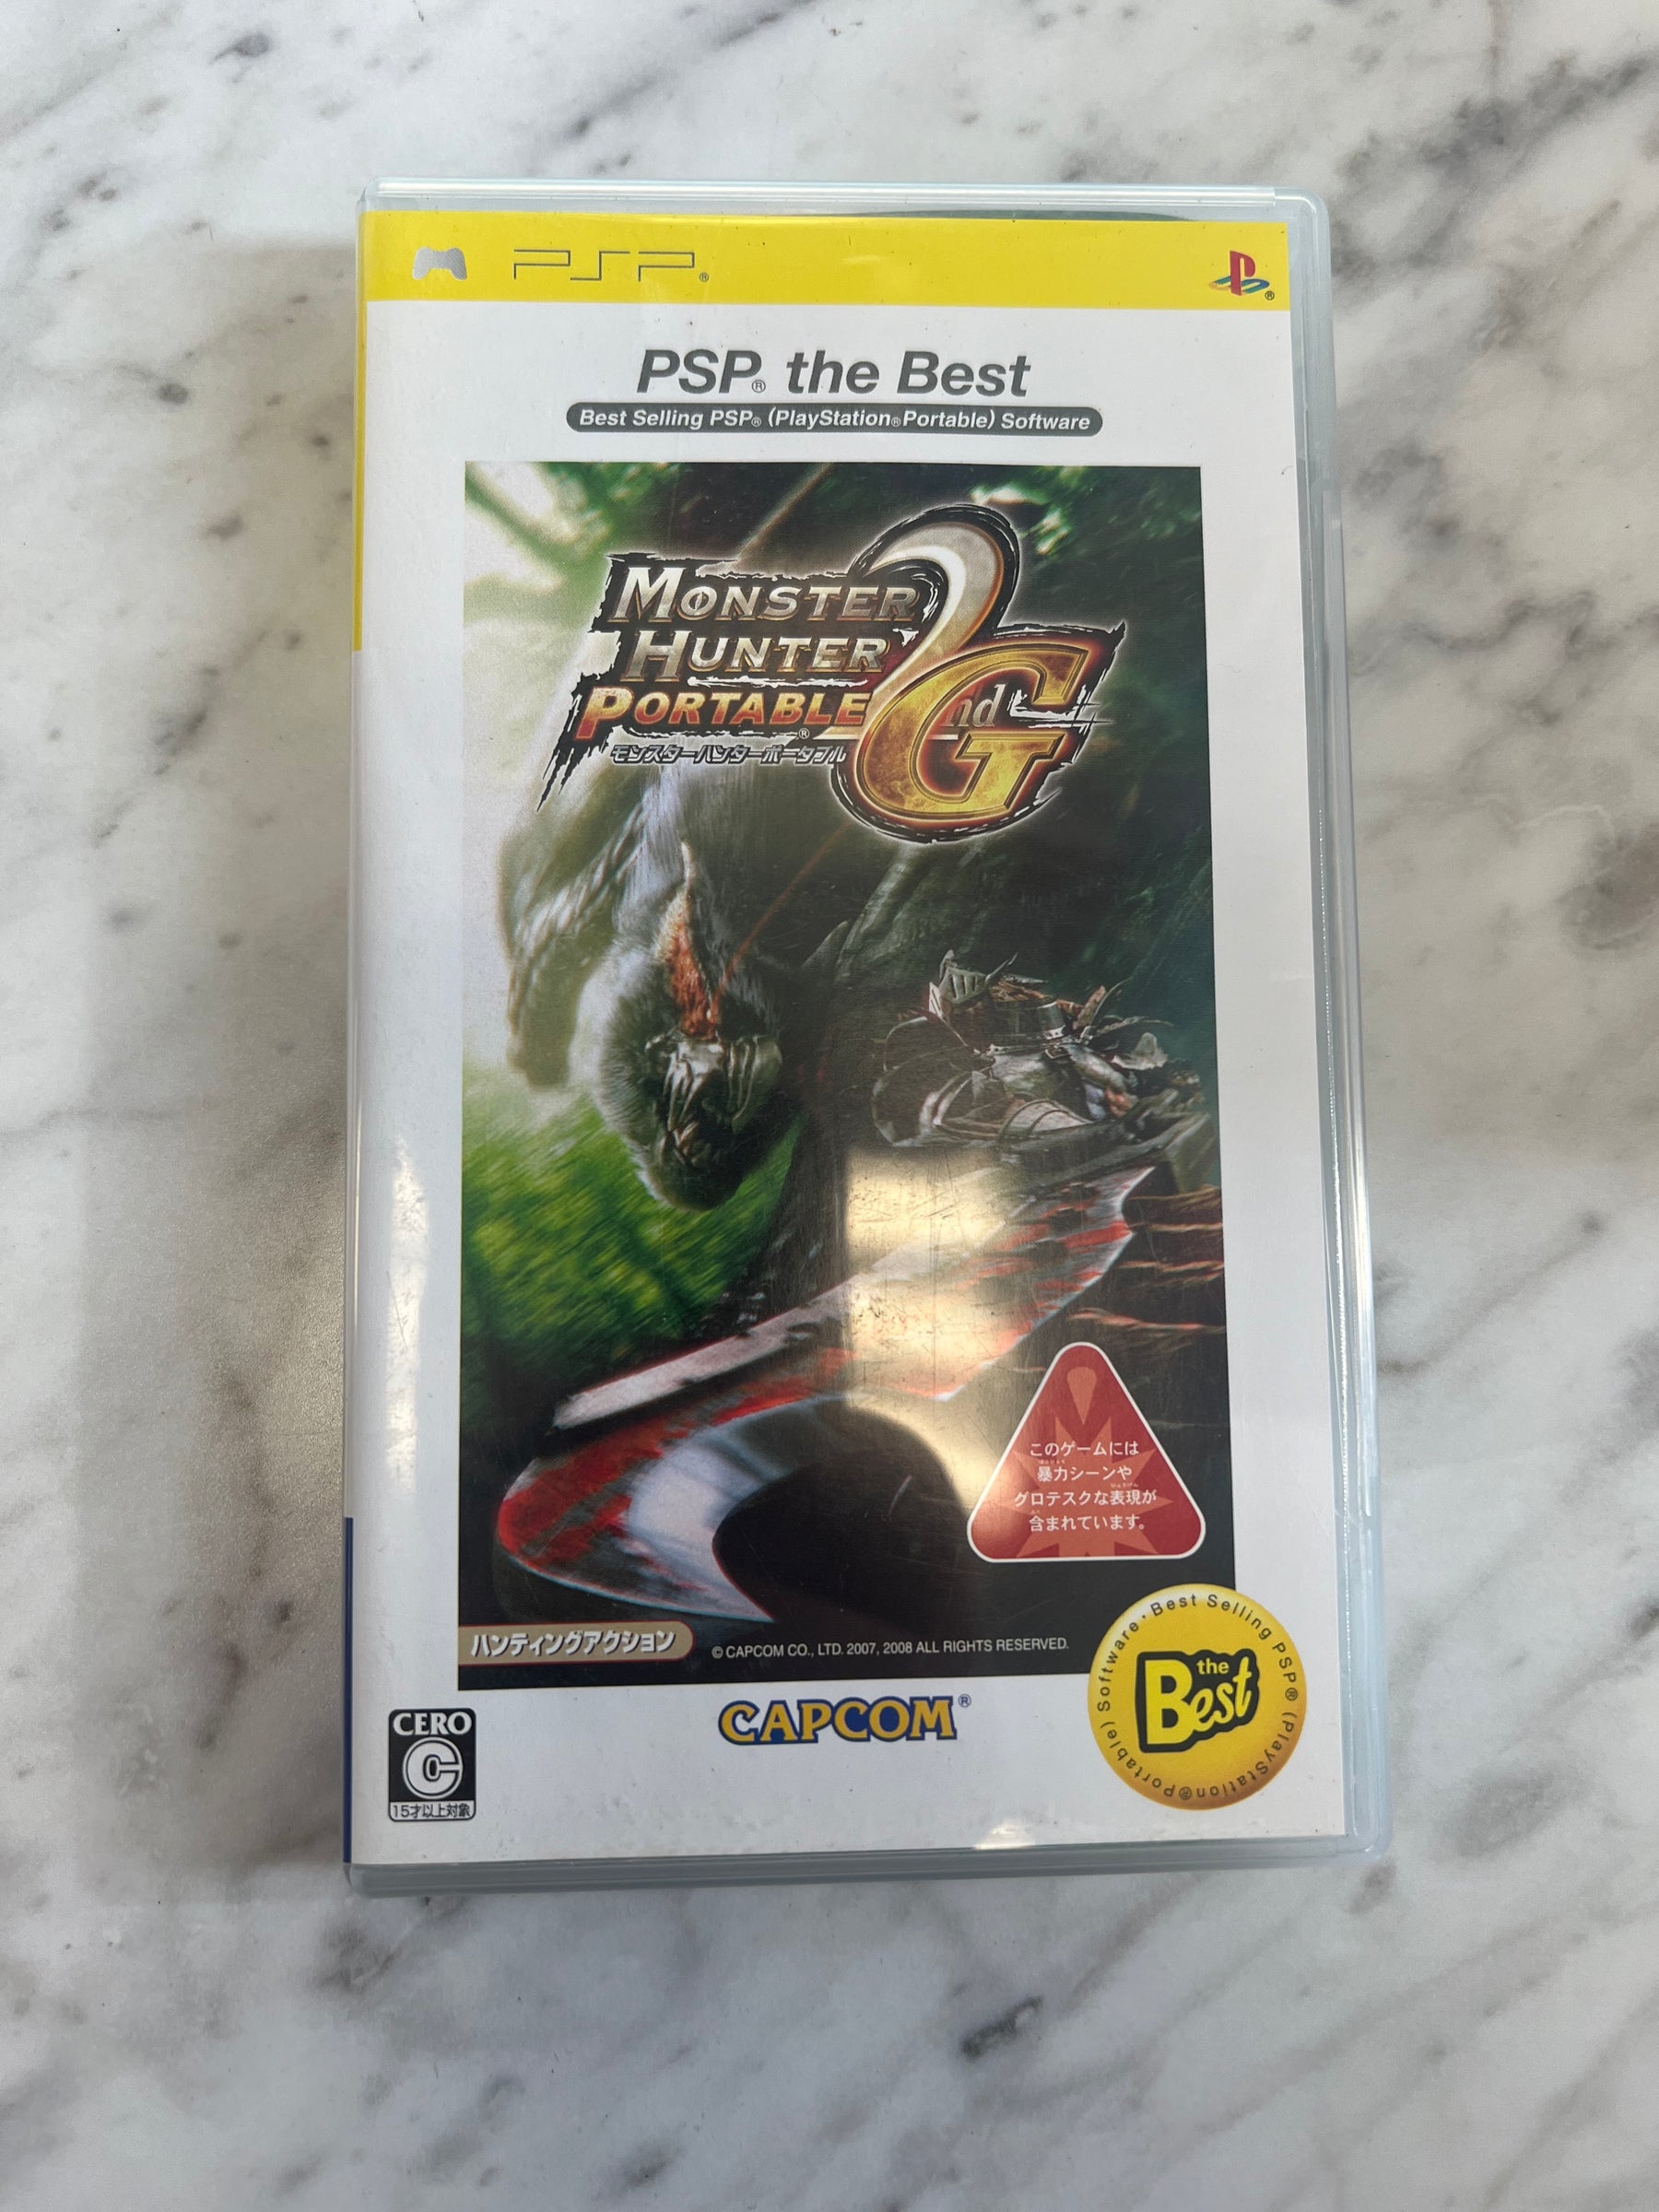 PSP®
PSP® the Best
Best Selling PSP® (PlayStation®Portable) Software
MONSTER
HUNTER
PORTABLE® 2nd G
モンスターハンターポータブル
このゲームには
暴力シーンや
グロテスクな表現が
含まれています。
ハンティングアクション
© CAPCOM CO., LTD. 2007, 2008 ALL RIGHTS RESERVED.
CAPCOM®
Best Selling PSP® (PlayStation®Portable) Software・
the
Best
CERO
C
15才以上対象